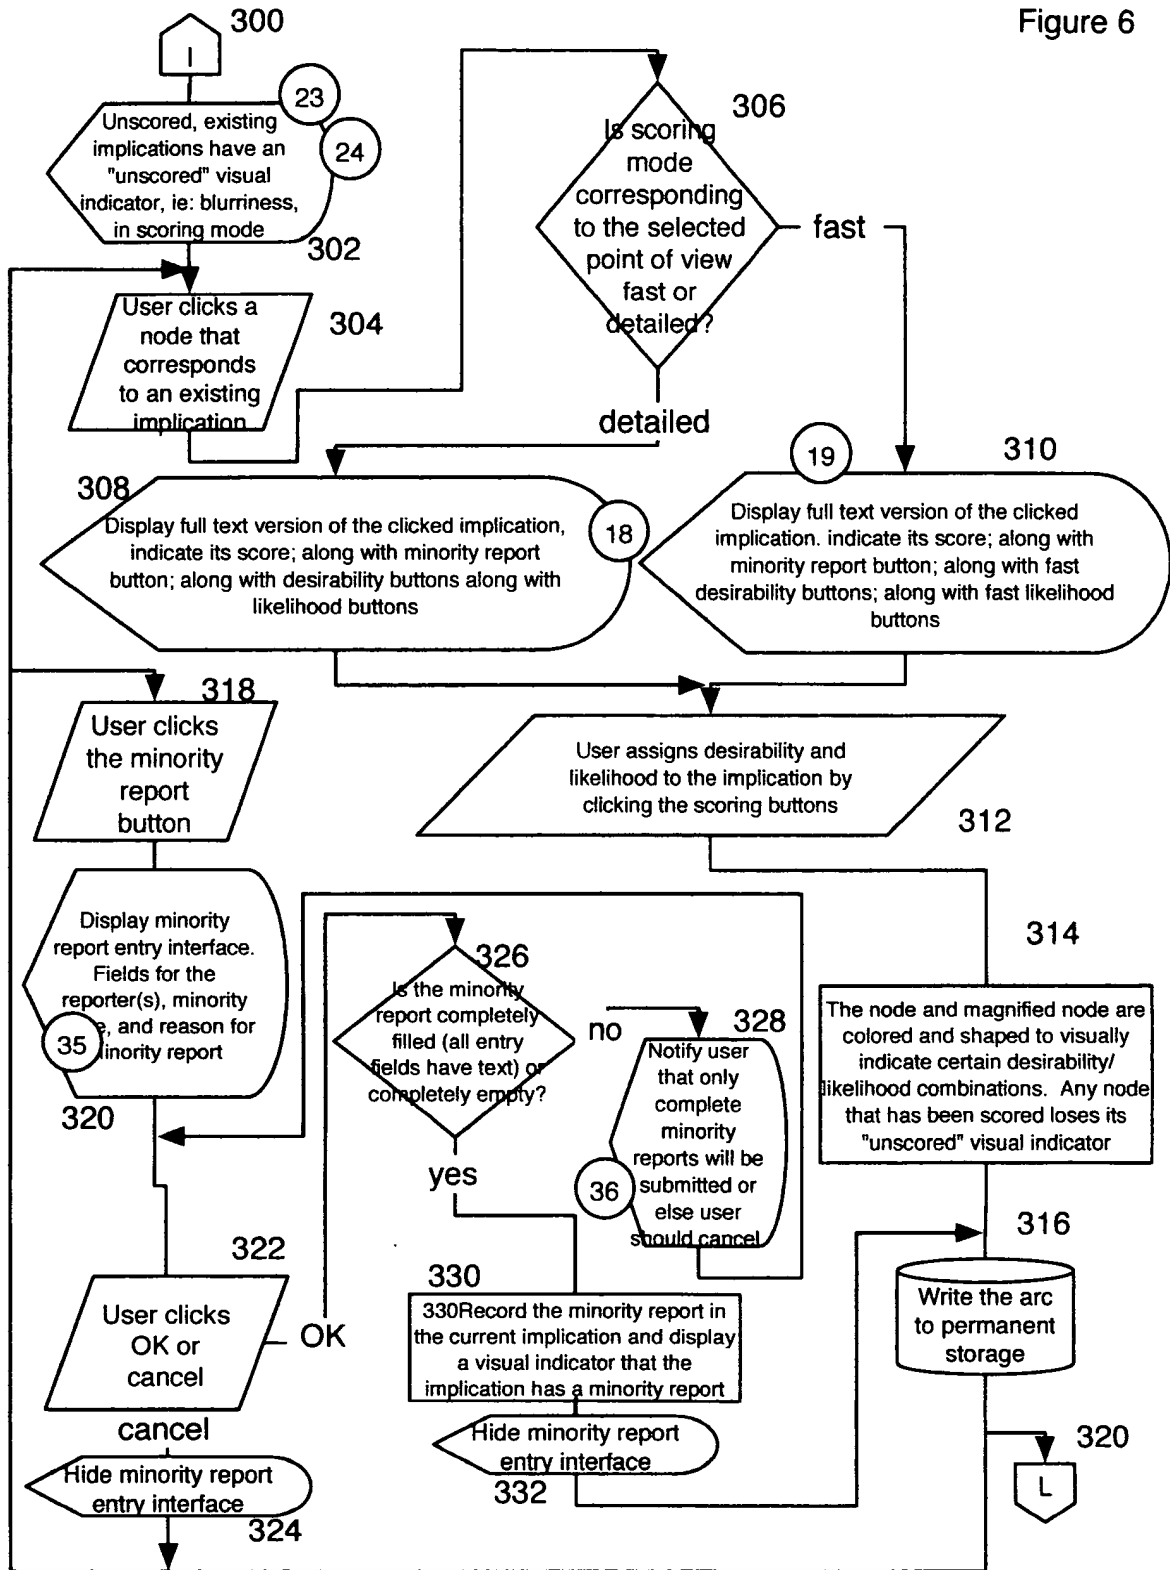 Figure 6
300
I
23
24
Unscored, existing
implications have an
"unscored" visual
indicator, ie: blurriness,
in scoring mode
302
User clicks a
node that
corresponds
to an existing
implication
304
306
Is scoring
mode
corresponding
to the selected
point of view
fast or
detailed?
fast
detailed
308
Display full text version of the clicked implication,
indicate its score; along with minority report
button; along with desirability buttons along with
likelihood buttons
18
19
310
Display full text version of the clicked
implication. indicate its score; along with
minority report button; along with fast
desirability buttons; along with fast likelihood
buttons
User assigns desirability and
likelihood to the implication by
clicking the scoring buttons
312
314
The node and magnified node are
colored and shaped to visually
indicate certain desirability/
likelihood combinations. Any node
that has been scored loses its
"unscored" visual indicator
316
Write the arc
to permanent
storage
320
L
318
User clicks
the minority
report
button
Display minority
report entry interface.
Fields for the
reporter(s), minority
and reason for
report
35
320
322
User clicks
OK or
cancel
OK
cancel
Hide minority report
entry interface
324
326
Is the minority
report completely
filled (all entry
fields have text) or
completely empty?
no
yes
328
Notify user
that only
complete
minority
reports will be
submitted or
else user
should cancel
36
330
330Record the minority report in
the current implication and display
a visual indicator that the
implication has a minority report
Hide minority report
entry interface
332